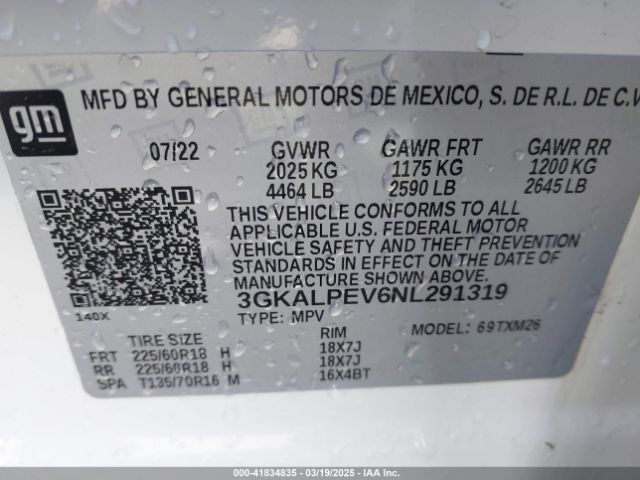 gm
MFD BY GENERAL MOTORS DE MEXICO, S. DE R.L. DE C.V
07/22 GVWR GAWR FRT GAWR RR
2025 KG 1175 KG 1200 KG
4464 LB 2590 LB 2645 LB
THIS VEHICLE CONFORMS TO ALL
APPLICABLE U.S. FEDERAL MOTOR
VEHICLE SAFETY AND THEFT PREVENTION
STANDARDS IN EFFECT ON THE DATE OF
MANUFACTURE SHOWN ABOVE.
3GKALPEV6NL291319
140X TYPE: MPV MODEL: 69TXM26
TIRE SIZE RIM
FRT 225/60R18 H 18X7J
RR 225/60R18 H 18X7J
SPA T135/70R16 M 16X4BT
000-41834835 - 03/19/2025 - IAAI.COM